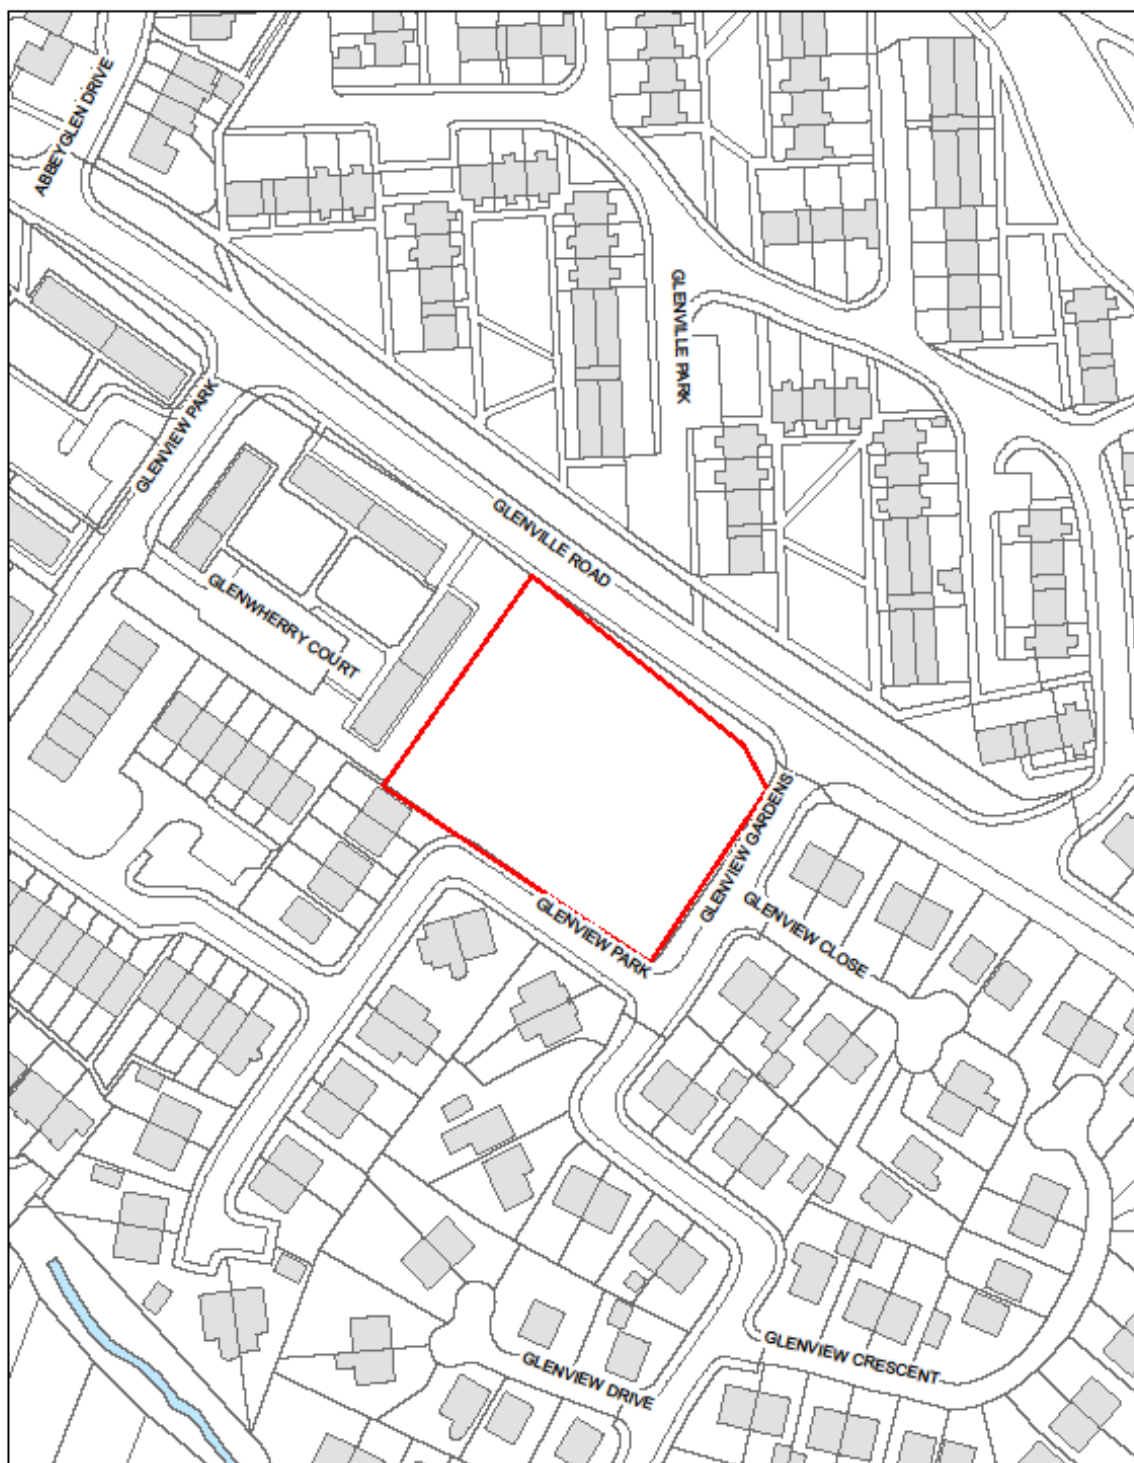 ABBEYGLEN DRIVE
GLENVILLE PARK
GLENVIEW PARK
GLENVILLE ROAD
GLENWHERRY COURT
GLENVIEW GARDENS
GLENVIEW PARK
GLENVIEW CLOSE
GLENVIEW CRESCENT
GLENVIEW DRIVE